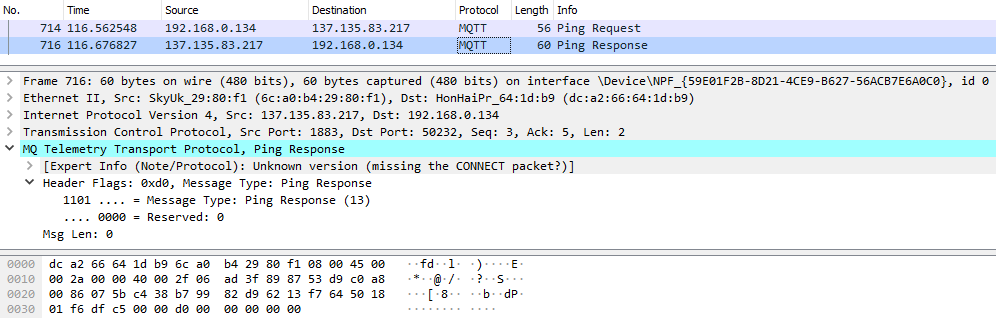 No. Time Source Destination Protocol Length Info
714 116.562548 192.168.0.134 137.135.83.217 MQTT 56 Ping Request
716 116.676827 137.135.83.217 192.168.0.134 MQTT 60 Ping Response
Frame 716: 60 bytes on wire (480 bits), 60 bytes captured (480 bits) on interface \Device\NPF_{59E01F2B-8D21-4CE9-B627-56ACB7E6A0C0}, id 0
Ethernet II, Src: SkyUk_29:80:f1 (6c:a0:b4:29:80:f1), Dst: HonHaiPr_64:1d:b9 (dc:a2:66:64:1d:b9)
Internet Protocol Version 4, Src: 137.135.83.217, Dst: 192.168.0.134
Transmission Control Protocol, Src Port: 1883, Dst Port: 50232, Seq: 3, Ack: 5, Len: 2
MQ Telemetry Transport Protocol, Ping Response
[Expert Info (Note/Protocol): Unknown version (missing the CONNECT packet?)]
Header Flags: 0xd0, Message Type: Ping Response
1101 .... = Message Type: Ping Response (13)
.... 0000 = Reserved: 0
Msg Len: 0
0000 dc a2 66 64 1d b9 6c a0 b4 29 80 f1 08 00 45 00 ··fd··l· ·)····E·
0010 00 2a 00 00 40 00 2f 06 ad 3f 89 87 53 d9 c0 a8 ·*··@·/· ·?··S···
0020 00 86 07 5b c4 38 b7 99 82 d9 62 13 f7 64 50 18 ···[·8·· ··b··dP·
0030 01 f6 df c5 00 00 d0 00 00 00 00 00 ········ ····